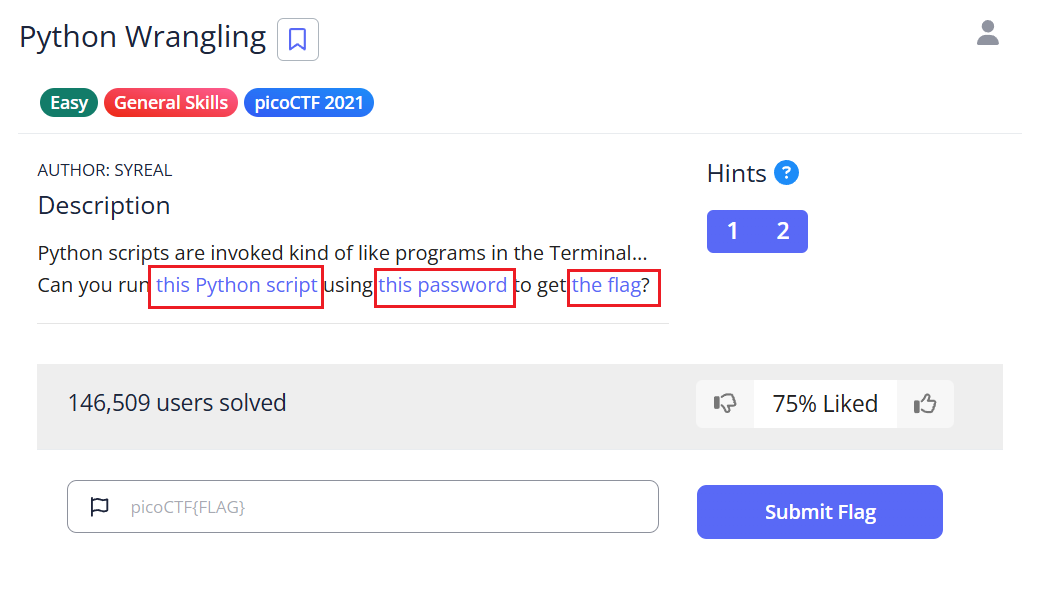 Python Wrangling
Easy General Skills picoCTF 2021
AUTHOR: SYREAL
Description
Python scripts are invoked kind of like programs in the Terminal...
Can you run this Python script using this password to get the flag?
Hints ?
1 2
146,509 users solved
75% Liked
picoCTF{FLAG}
Submit Flag